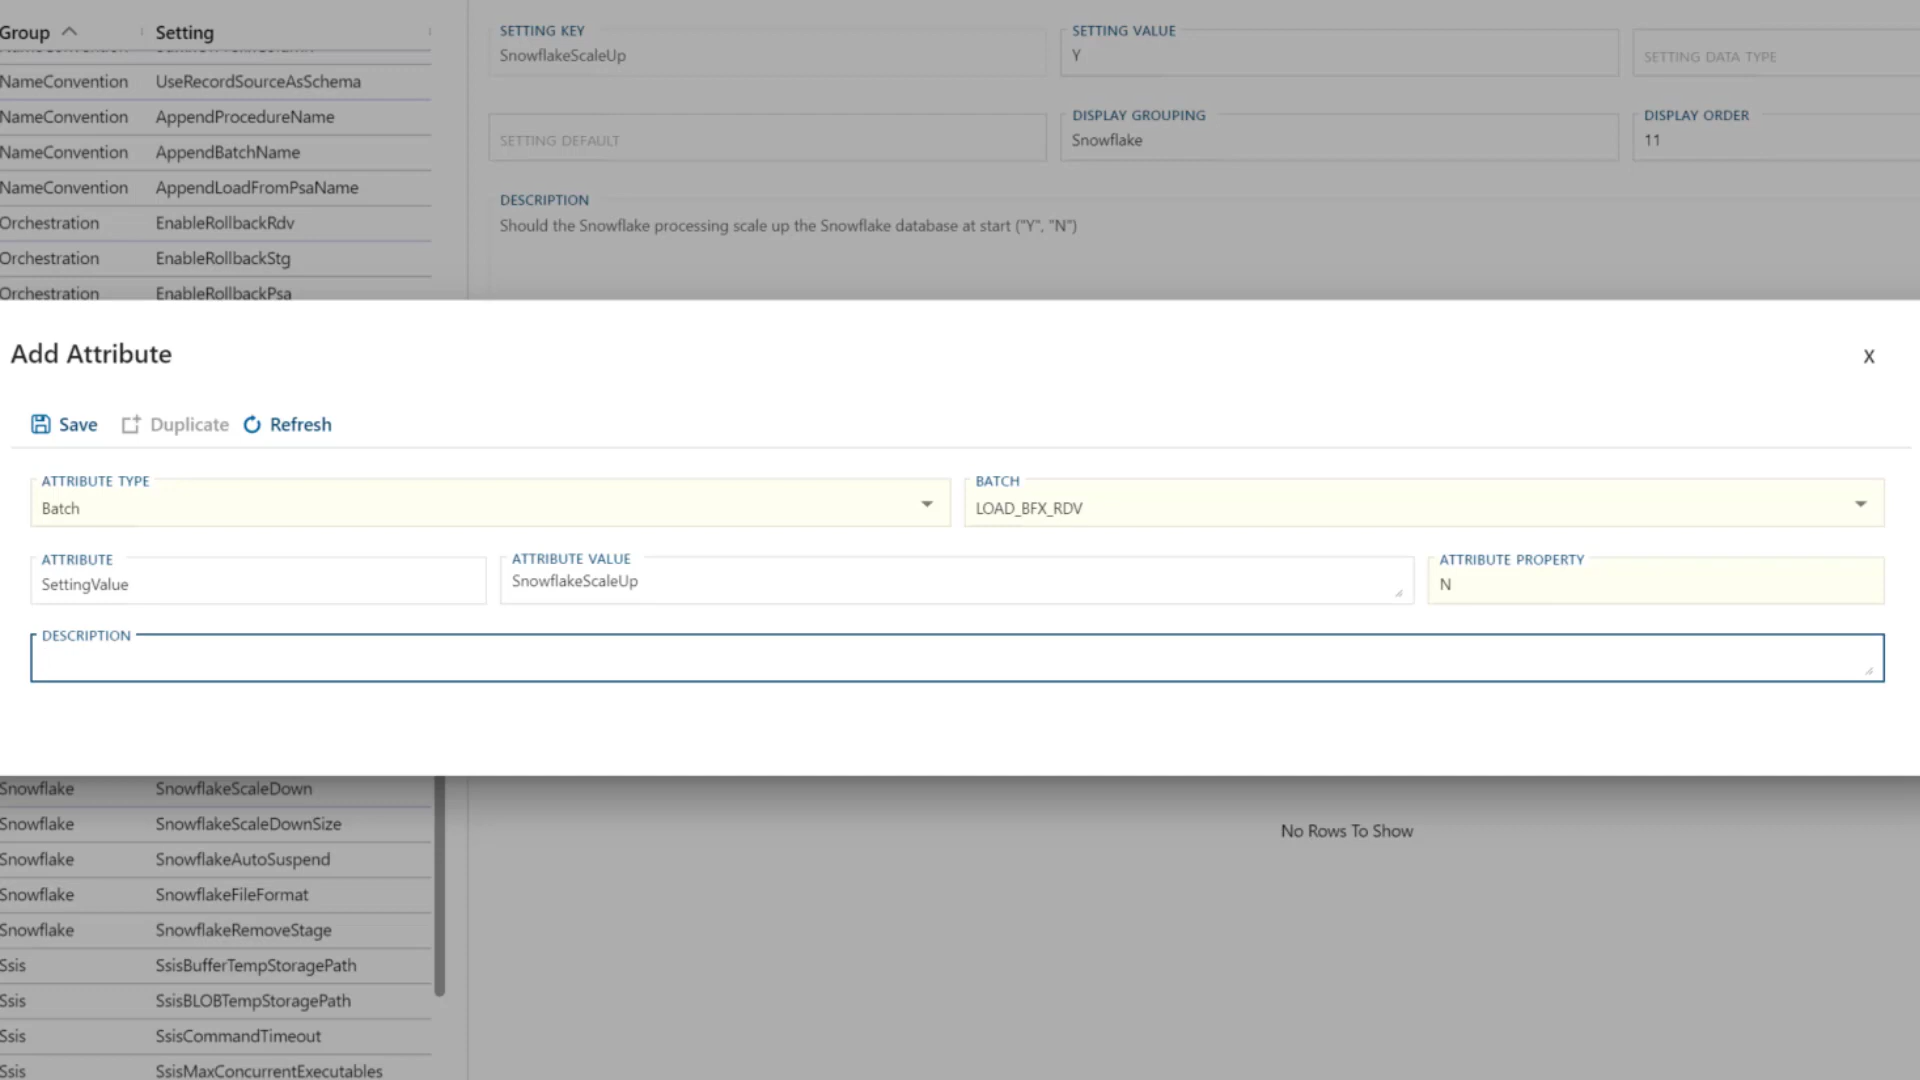 Group Setting
NameConvention UseRecordSourceAsSchema
NameConvention AppendProcedureName
NameConvention AppendBatchName
NameConvention AppendLoadFromPsaName
Orchestration EnableRollbackRdv
Orchestration EnableRollbackStg
Orchestration EnableRollbackPsa
SETTING KEY
SnowflakeScaleUp
SETTING VALUE
Y
SETTING DATA TYPE
SETTING DEFAULT
DISPLAY GROUPING
Snowflake
DISPLAY ORDER
11
DESCRIPTION
Should the Snowflake processing scale up the Snowflake database at start ("Y", "N")
Add Attribute
X
Save Duplicate Refresh
ATTRIBUTE TYPE
Batch
BATCH
LOAD_BFX_RDV
ATTRIBUTE
SettingValue
ATTRIBUTE VALUE
SnowflakeScaleUp
ATTRIBUTE PROPERTY
N
DESCRIPTION
Snowflake SnowflakeScaleDown
Snowflake SnowflakeScaleDownSize
Snowflake SnowflakeAutoSuspend
Snowflake SnowflakeFileFormat
Snowflake SnowflakeRemoveStage
Ssis SsisBufferTempStoragePath
Ssis SsisBLOBTempStoragePath
Ssis SsisCommandTimeout
Ssis SsisMaxConcurrentExecutables
No Rows To Show